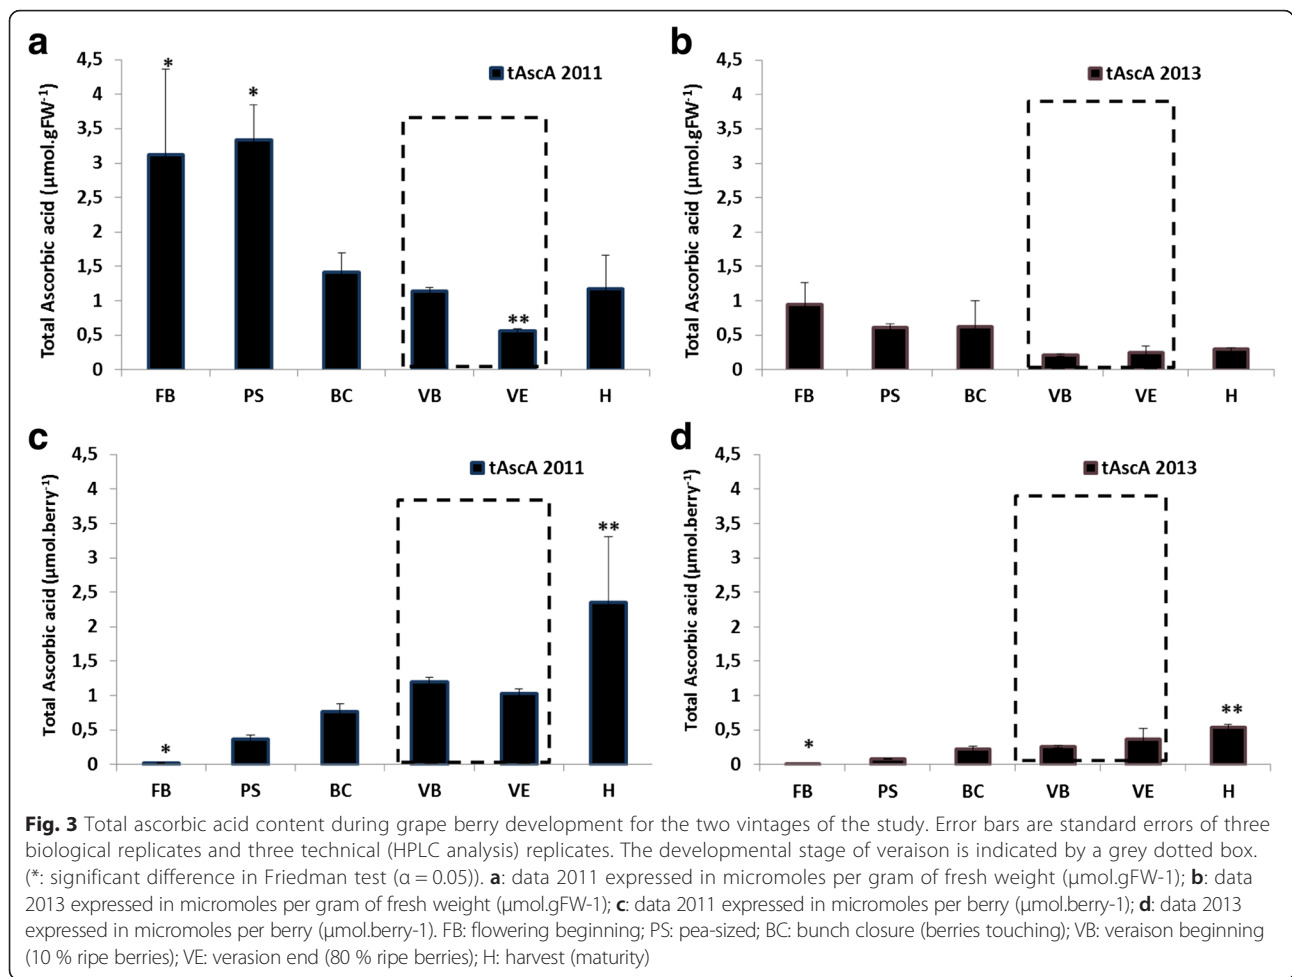 a
4,5
4
3,5
3
2,5
2
1,5
1
0,5
0
Total Ascorbic acid (µmol.gFW-1)
tAscA 2011
*
*
**
FB PS BC VB VE H
b
4,5
4
3,5
3
2,5
2
1,5
1
0,5
0
Total Ascorbic acid (µmol.gFW-1)
tAscA 2013
FB PS BC VB VE H
c
4,5
4
3,5
3
2,5
2
1,5
1
0,5
0
Total Ascorbic acid (µmol.berry-1)
tAscA 2011
*
**
FB PS BC VB VE H
d
4,5
4
3,5
3
2,5
2
1,5
1
0,5
0
Total Ascorbic acid (µmol.berry-1)
tAscA 2013
*
**
FB PS BC VB VE H
Fig. 3 Total ascorbic acid content during grape berry development for the two vintages of the study. Error bars are standard errors of three
biological replicates and three technical (HPLC analysis) replicates. The developmental stage of veraison is indicated by a grey dotted box.
(*: significant difference in Friedman test (α = 0.05)). a: data 2011 expressed in micromoles per gram of fresh weight (µmol.gFW-1); b: data
2013 expressed in micromoles per gram of fresh weight (µmol.gFW-1); c: data 2011 expressed in micromoles per berry (µmol.berry-1); d: data 2013
expressed in micromoles per berry (µmol.berry-1). FB: flowering beginning; PS: pea-sized; BC: bunch closure (berries touching); VB: veraison beginning
(10 % ripe berries); VE: verasion end (80 % ripe berries); H: harvest (maturity)